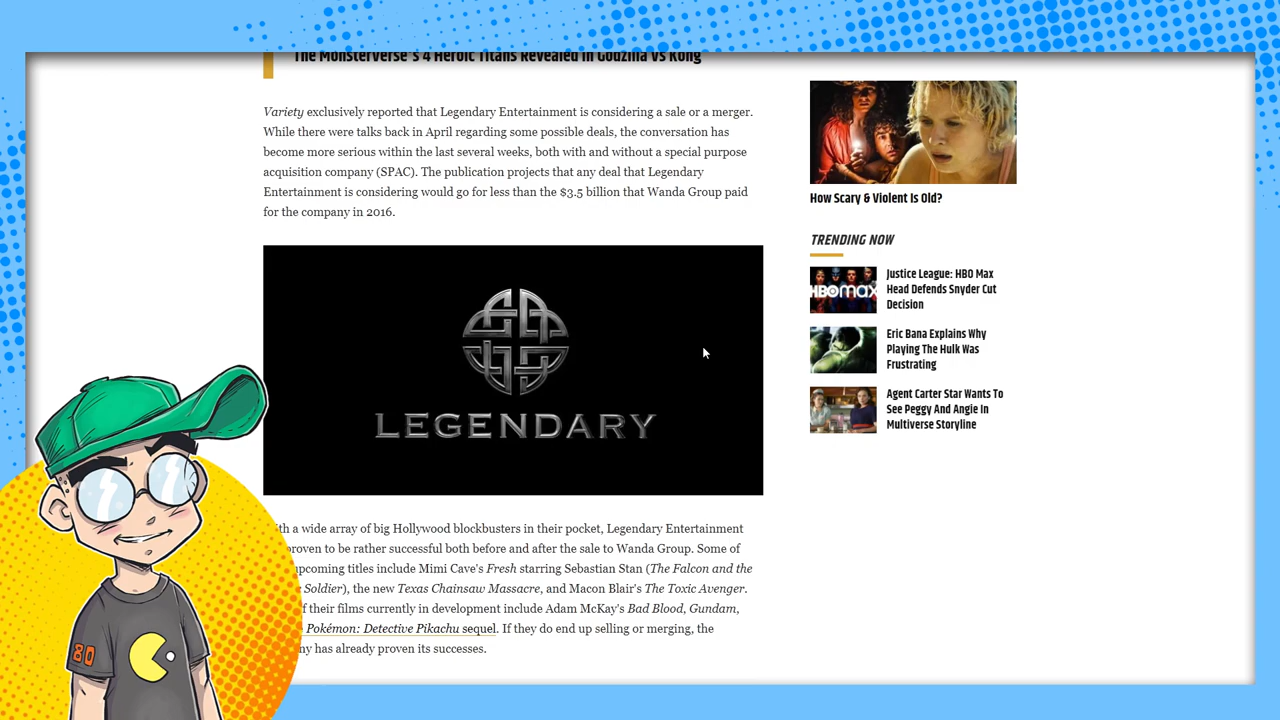 The Monsterverse's 4 Heroic Titans Revealed in Godzilla vs Kong
Variety exclusively reported that Legendary Entertainment is considering a sale or a merger.
While there were talks back in April regarding some possible deals, the conversation has
become more serious within the last several weeks, both with and without a special purpose
acquisition company (SPAC). The publication projects that any deal that Legendary
Entertainment is considering would go for less than the $3.5 billion that Wanda Group paid
for the company in 2016.
LEGENDARY
th a wide array of big Hollywood blockbusters in their pocket, Legendary Entertainment
proven to be rather successful both before and after the sale to Wanda Group. Some of
upcoming titles include Mimi Cave's Fresh starring Sebastian Stan (The Falcon and the
Soldier), the new Texas Chainsaw Massacre, and Macon Blair's The Toxic Avenger.
f their films currently in development include Adam McKay's Bad Blood, Gundam,
Pokémon: Detective Pikachu sequel. If they do end up selling or merging, the
ny has already proven its successes.
How Scary & Violent Is Old?
TRENDING NOW
HBOmax
Justice League: HBO Max
Head Defends Snyder Cut
Decision
Eric Bana Explains Why
Playing The Hulk Was
Frustrating
Agent Carter Star Wants To
See Peggy And Angie In
Multiverse Storyline
80